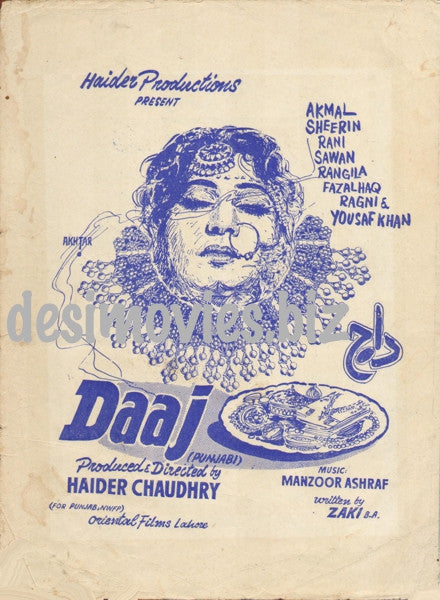 Haider Productions
PRESENT
AKMAL
SHEERIN
RANI
SAWAN
RANGILA
FAZALHAQ
RAGNI &
YOUSAF KHAN
AKHTAR
desimovies.biz
داج
Daaj
(PUNJABI)
Produced & Directed by
HAIDER CHAUDHRY
(FOR PUNJAB, NWFP)
Oriental Films Lahore
MUSIC:
MANZOOR ASHRAF
written by
ZAKI B.A.